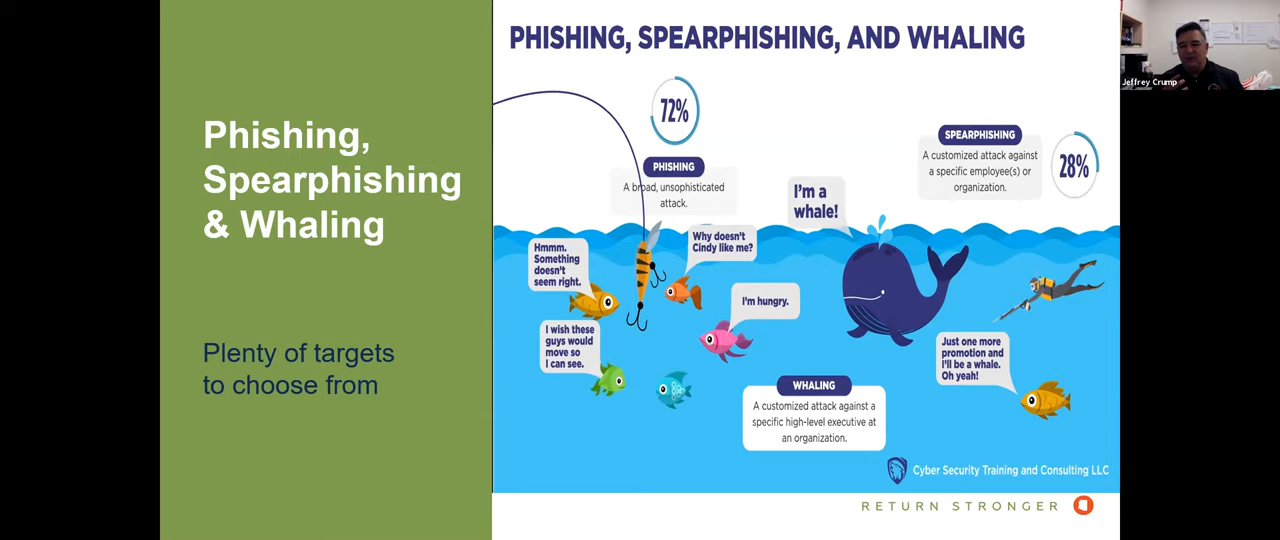 Phishing,
Spearphishing
& Whaling
Plenty of targets
to choose from
PHISHING, SPEARPHISHING, AND WHALING
72%
PHISHING
A broad, unsophisticated
attack.
SPEARPHISHING
A customized attack against
a specific employee(s) or
organization.
28%
I'm a
whale!
Hmmm.
Something
doesn't
seem right.
Why doesn't
Cindy like me?
I'm hungry.
I wish these
guys would
move so
I can see.
Just one more
promotion and
I'll be a whale.
Oh yeah!
WHALING
A customized attack against a
specific high-level executive at
an organization.
Cyber Security Training and Consulting LLC
RETURN STRONGER
Jeffrey Crump